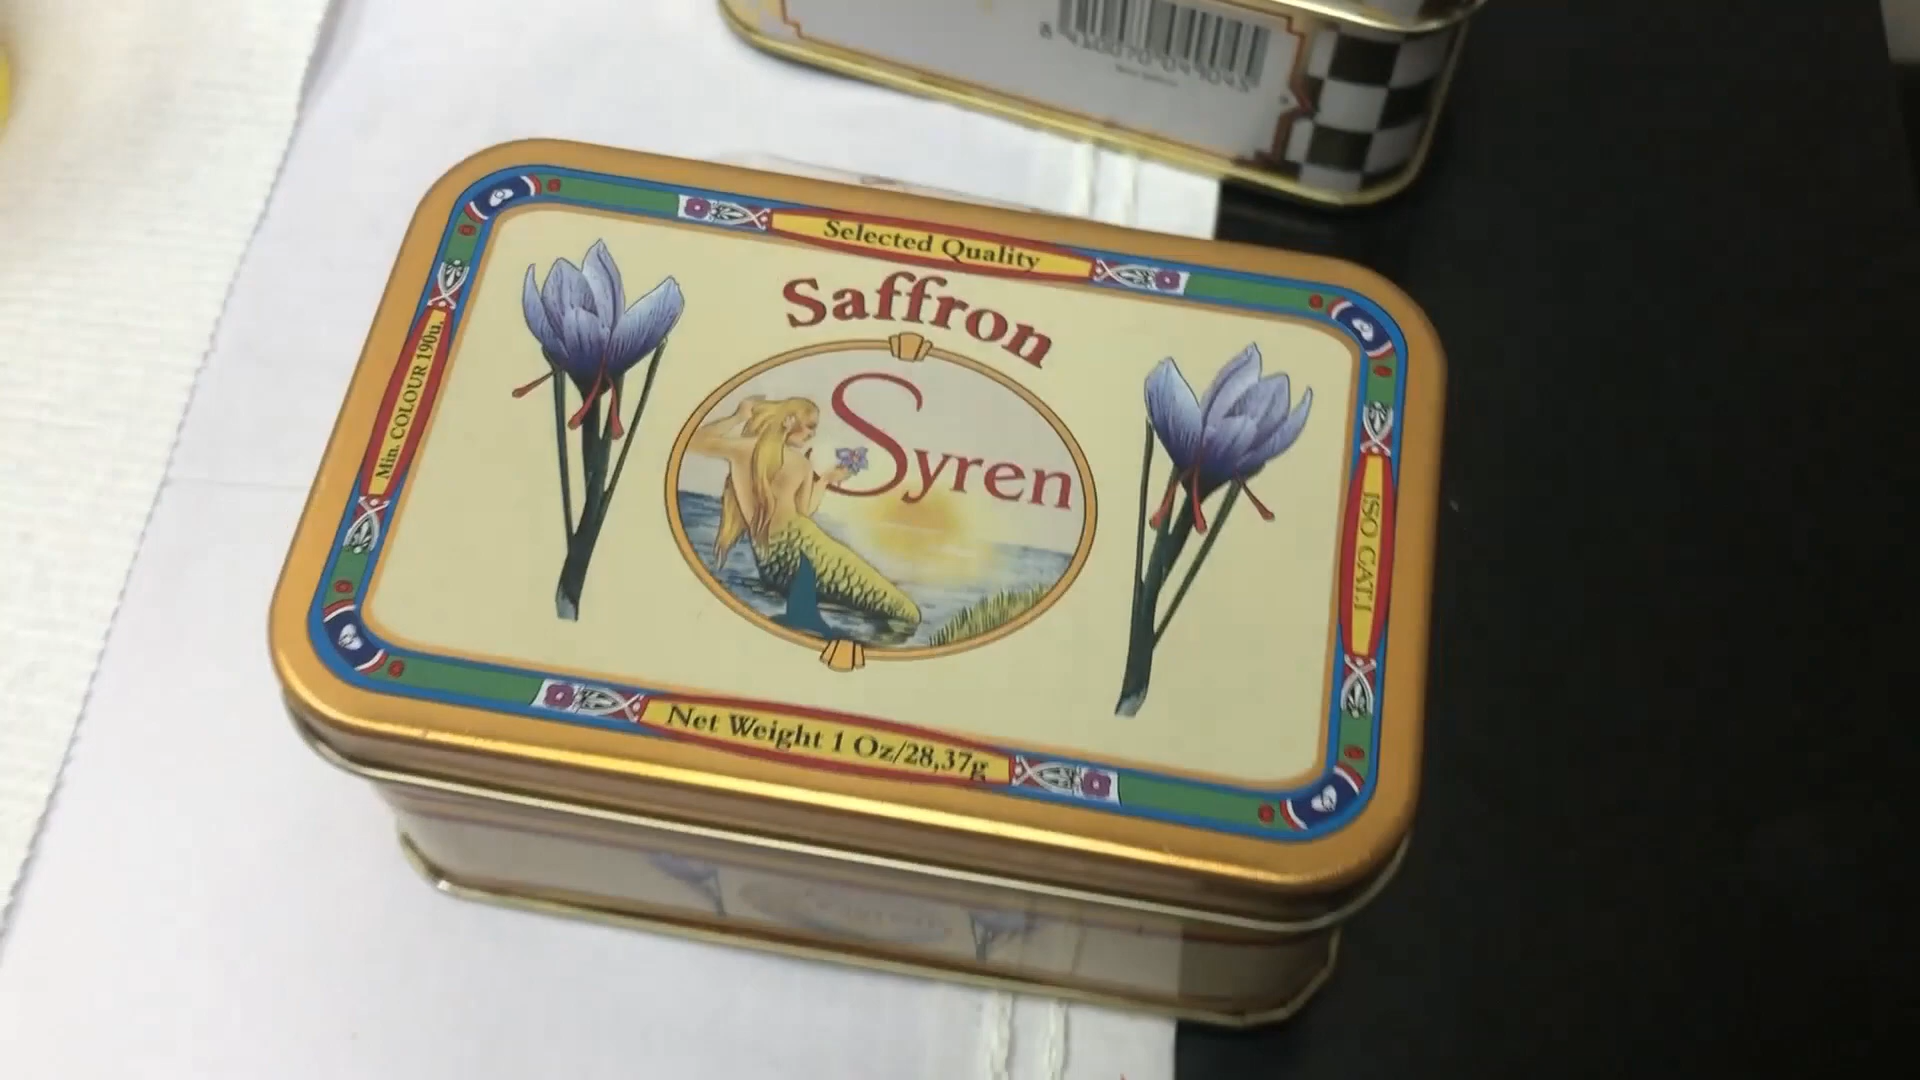 Selected Quality
Saffron
Syren
Min. COLOUR 190u.
ISO CAT.I
Net Weight 1 Oz/28,37g